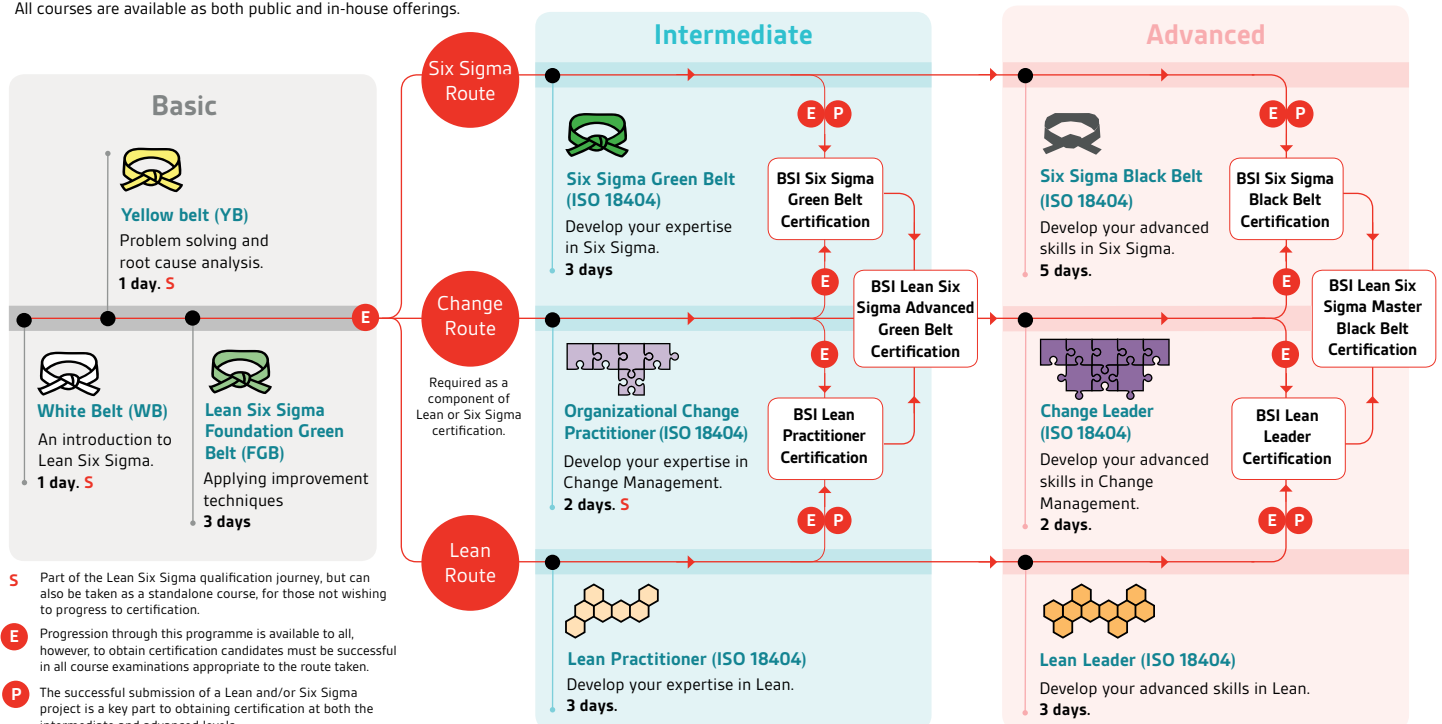 All courses are available as both public and in-house offerings.
Basic
Yellow belt (YB)
Problem solving and
root cause analysis.
1 day. S
White Belt (WB)
An introduction to
Lean Six Sigma.
1 day. S
Lean Six Sigma
Foundation Green
Belt (FGB)
Applying improvement
techniques
3 days
E
S Part of the Lean Six Sigma qualification journey, but can
also be taken as a standalone course, for those not wishing
to progress to certification.
E Progression through this programme is available to all,
however, to obtain certification candidates must be successful
in all course examinations appropriate to the route taken.
P The successful submission of a Lean and/or Six Sigma
project is a key part to obtaining certification at both the
intermediate and advanced levels
Six Sigma
Route
Change
Route
Required as a
component of
Lean or Six Sigma
certification.
Lean
Route
Intermediate
Six Sigma Green Belt
(ISO 18404)
Develop your expertise
in Six Sigma.
3 days
E P
BSI Six Sigma
Green Belt
Certification
E
BSI Lean Six
Sigma Advanced
Green Belt
Certification
Organizational Change
Practitioner (ISO 18404)
Develop your expertise in
Change Management.
2 days. S
E
BSI Lean
Practitioner
Certification
E P
Lean Practitioner (ISO 18404)
Develop your expertise in Lean.
3 days.
Advanced
Six Sigma Black Belt
(ISO 18404)
Develop your advanced
skills in Six Sigma.
5 days.
E P
BSI Six Sigma
Black Belt
Certification
E
BSI Lean Six
Sigma Master
Black Belt
Certification
Change Leader
(ISO 18404)
Develop your advanced
skills in Change
Management.
2 days.
E
BSI Lean
Leader
Certification
E P
Lean Leader (ISO 18404)
Develop your advanced skills in Lean.
3 days.